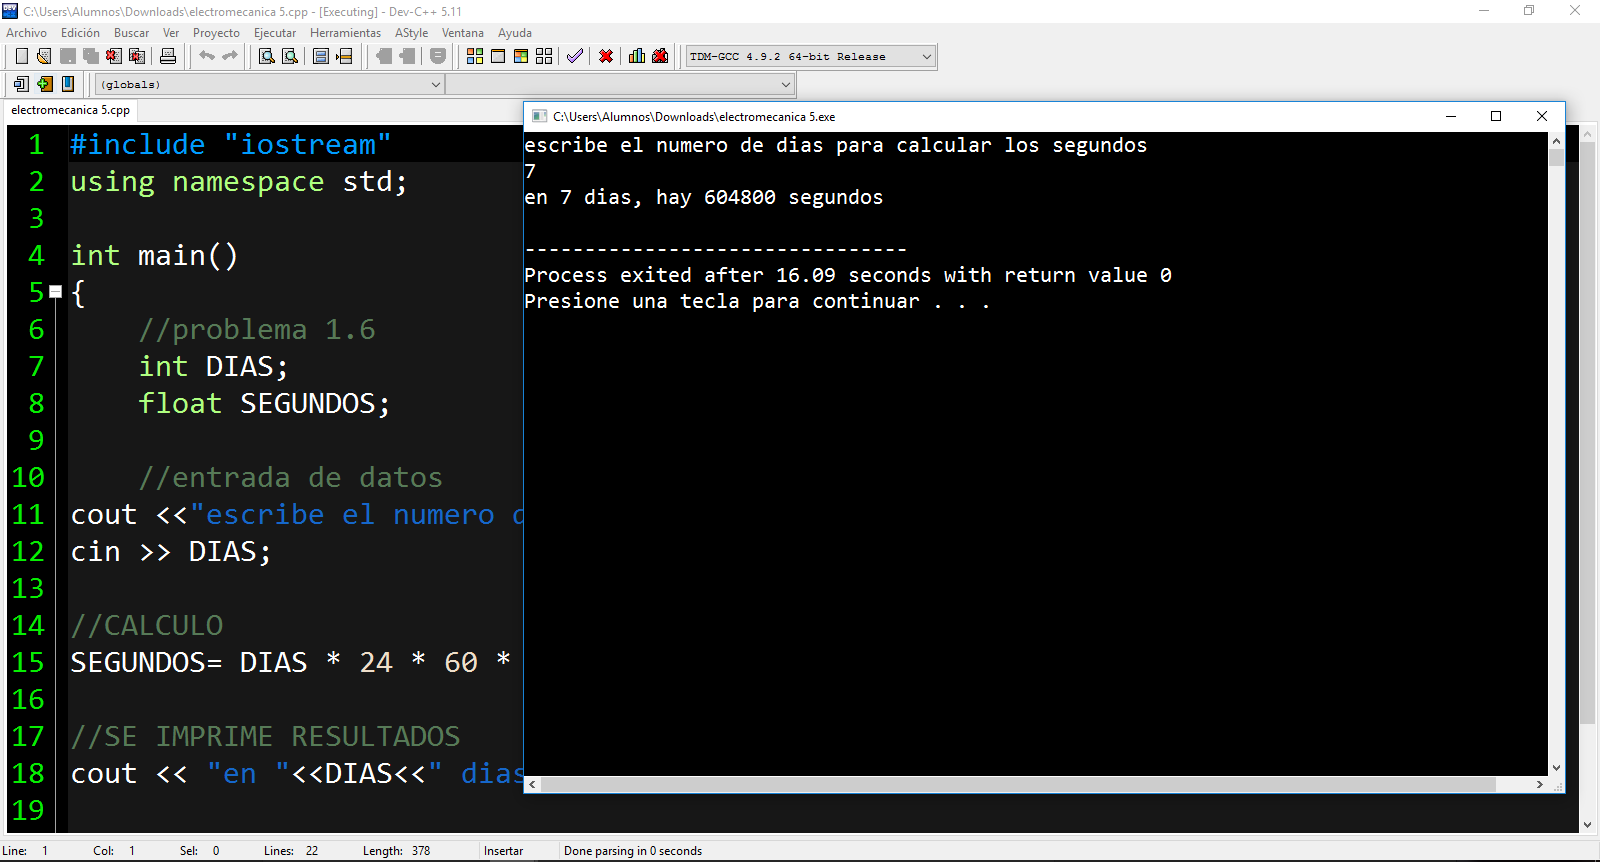 C:\Users\Alumnos\Downloads\electromecanica 5.cpp - [Executing] - Dev-C++ 5.11
Archivo Edición Buscar Ver Proyecto Ejecutar Herramientas AStyle Ventana Ayuda
TDM-GCC 4.9.2 64-bit Release
(globals)
electromecanica 5.cpp
1 #include "iostream"
2 using namespace std;
3
4 int main()
5 {
6 //problema 1.6
7 int DIAS;
8 float SEGUNDOS;
9
10 //entrada de datos
11 cout <<"escribe el numero d
12 cin >> DIAS;
13
14 //CALCULO
15 SEGUNDOS= DIAS * 24 * 60 *
16
17 //SE IMPRIME RESULTADOS
18 cout << "en "<<DIAS<<" dias
19
C:\Users\Alumnos\Downloads\electromecanica 5.exe
escribe el numero de dias para calcular los segundos
7
en 7 dias, hay 604800 segundos
--------------------------------
Process exited after 16.09 seconds with return value 0
Presione una tecla para continuar . . .
Line: 1 Col: 1 Sel: 0 Lines: 22 Length: 378 Insertar Done parsing in 0 seconds